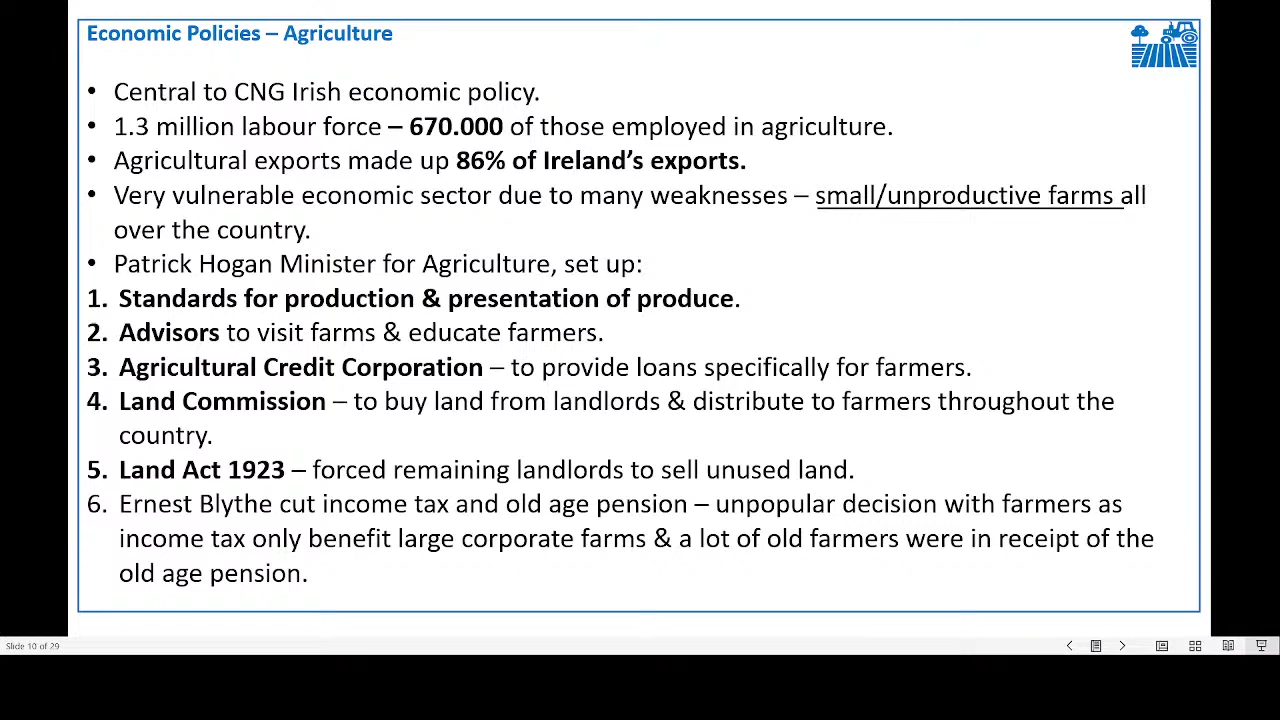 Economic Policies – Agriculture
• Central to CNG Irish economic policy.
• 1.3 million labour force – 670.000 of those employed in agriculture.
• Agricultural exports made up 86% of Ireland’s exports.
• Very vulnerable economic sector due to many weaknesses – small/unproductive farms all
over the country.
• Patrick Hogan Minister for Agriculture, set up:
1. Standards for production & presentation of produce.
2. Advisors to visit farms & educate farmers.
3. Agricultural Credit Corporation – to provide loans specifically for farmers.
4. Land Commission – to buy land from landlords & distribute to farmers throughout the
country.
5. Land Act 1923 – forced remaining landlords to sell unused land.
6. Ernest Blythe cut income tax and old age pension – unpopular decision with farmers as
income tax only benefit large corporate farms & a lot of old farmers were in receipt of the
old age pension.
Slide 10 of 29